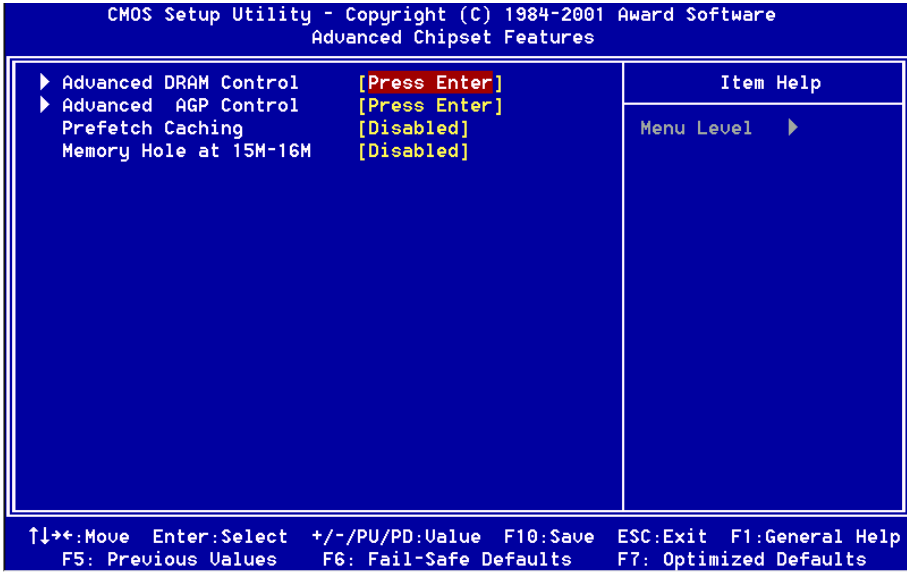 CMOS Setup Utility - Copyright (C) 1984-2001 Award Software
Advanced Chipset Features
Advanced DRAM Control [Press Enter]
Advanced AGP Control [Press Enter]
Prefetch Caching [Disabled]
Memory Hole at 15M-16M [Disabled]
Item Help
Menu Level
↑↓→←:Move Enter:Select +/-/PU/PD:Value F10:Save ESC:Exit F1:General Help
F5: Previous Values F6: Fail-Safe Defaults F7: Optimized Defaults